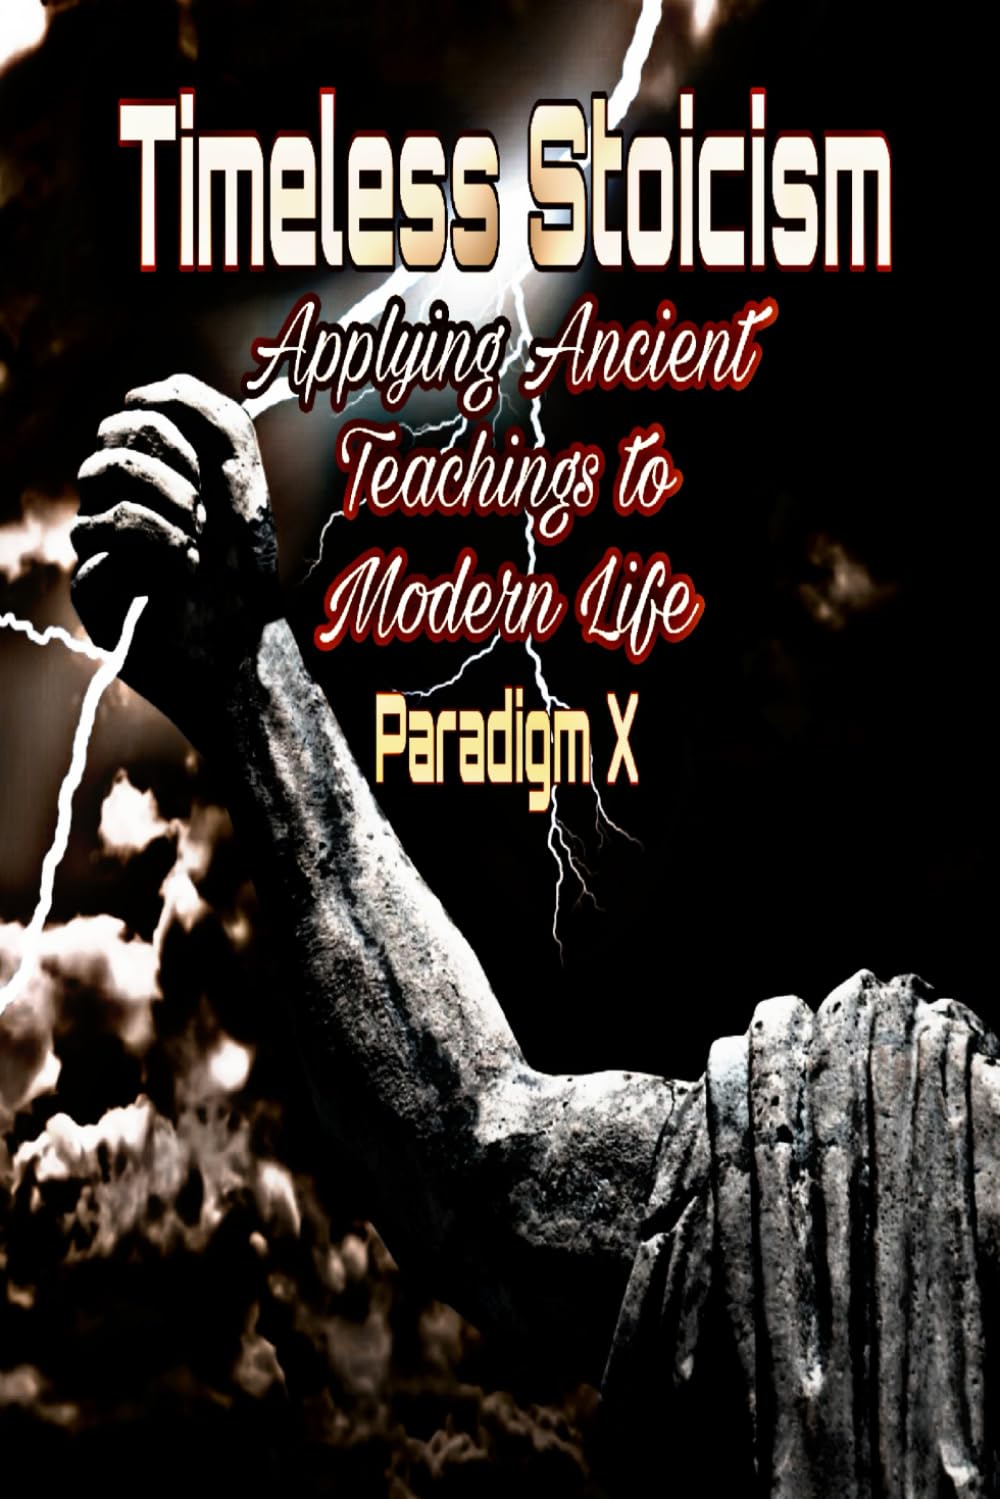 Timeless Stoicism
Applying Ancient
Teachings to
Modern Life
Paradigm X